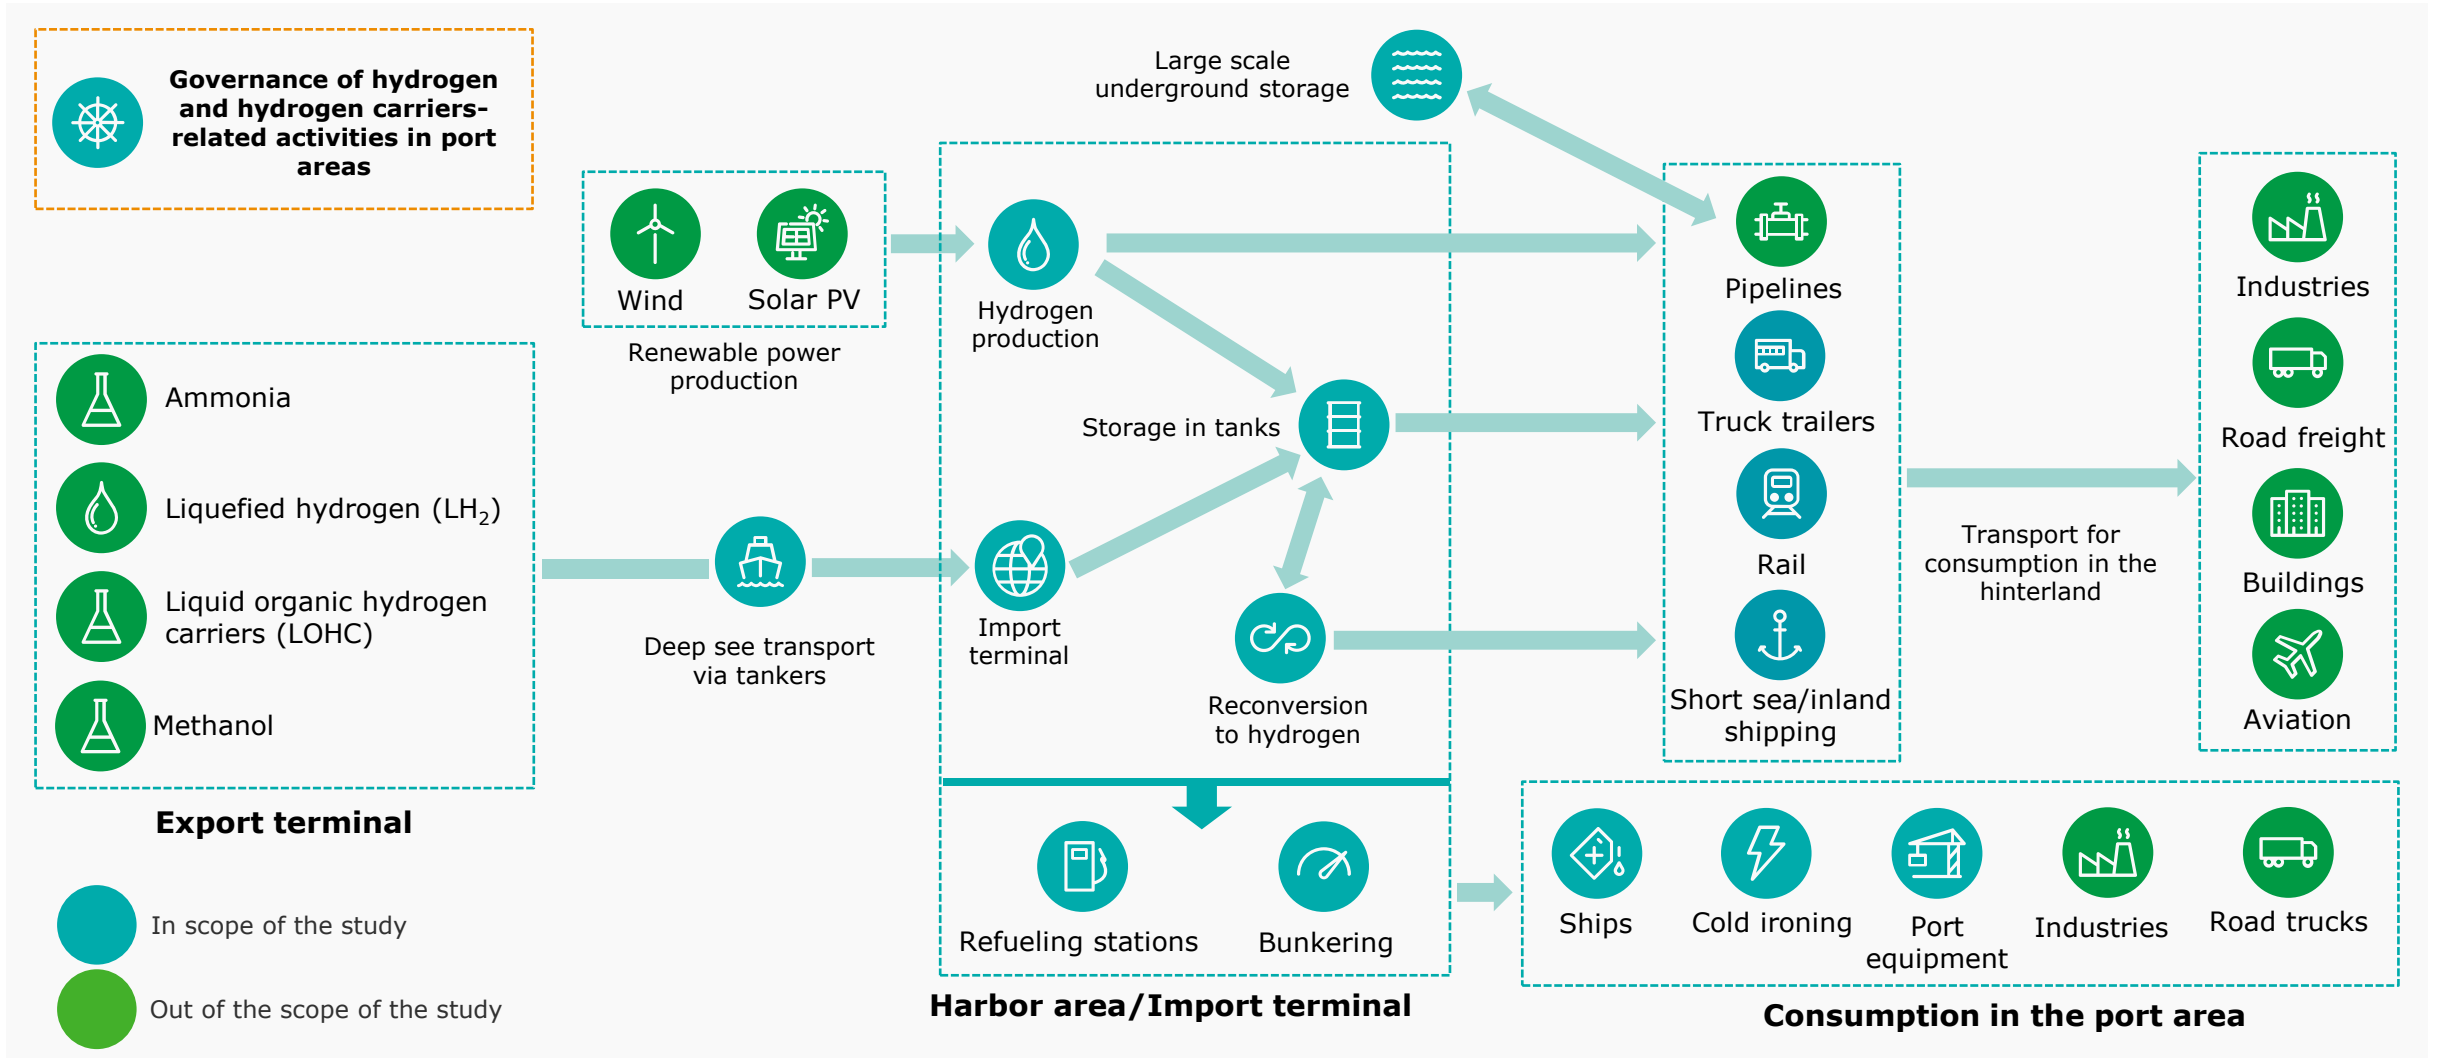 Governance of hydrogen
and hydrogen carriers-
related activities in port
areas
Large scale
underground storage
Wind
Solar PV
Renewable power
production
Ammonia
Liquefied hydrogen (LH₂)
Liquid organic hydrogen
carriers (LOHC)
Methanol
Export terminal
Deep see transport
via tankers
Hydrogen
production
Storage in tanks
Import
terminal
Reconversion
to hydrogen
Refueling stations
Bunkering
Harbor area/Import terminal
Pipelines
Truck trailers
Rail
Short sea/inland
shipping
Transport for
consumption in the
hinterland
Industries
Road freight
Buildings
Aviation
Ships
Cold ironing
Port
equipment
Industries
Road trucks
Consumption in the port area
In scope of the study
Out of the scope of the study